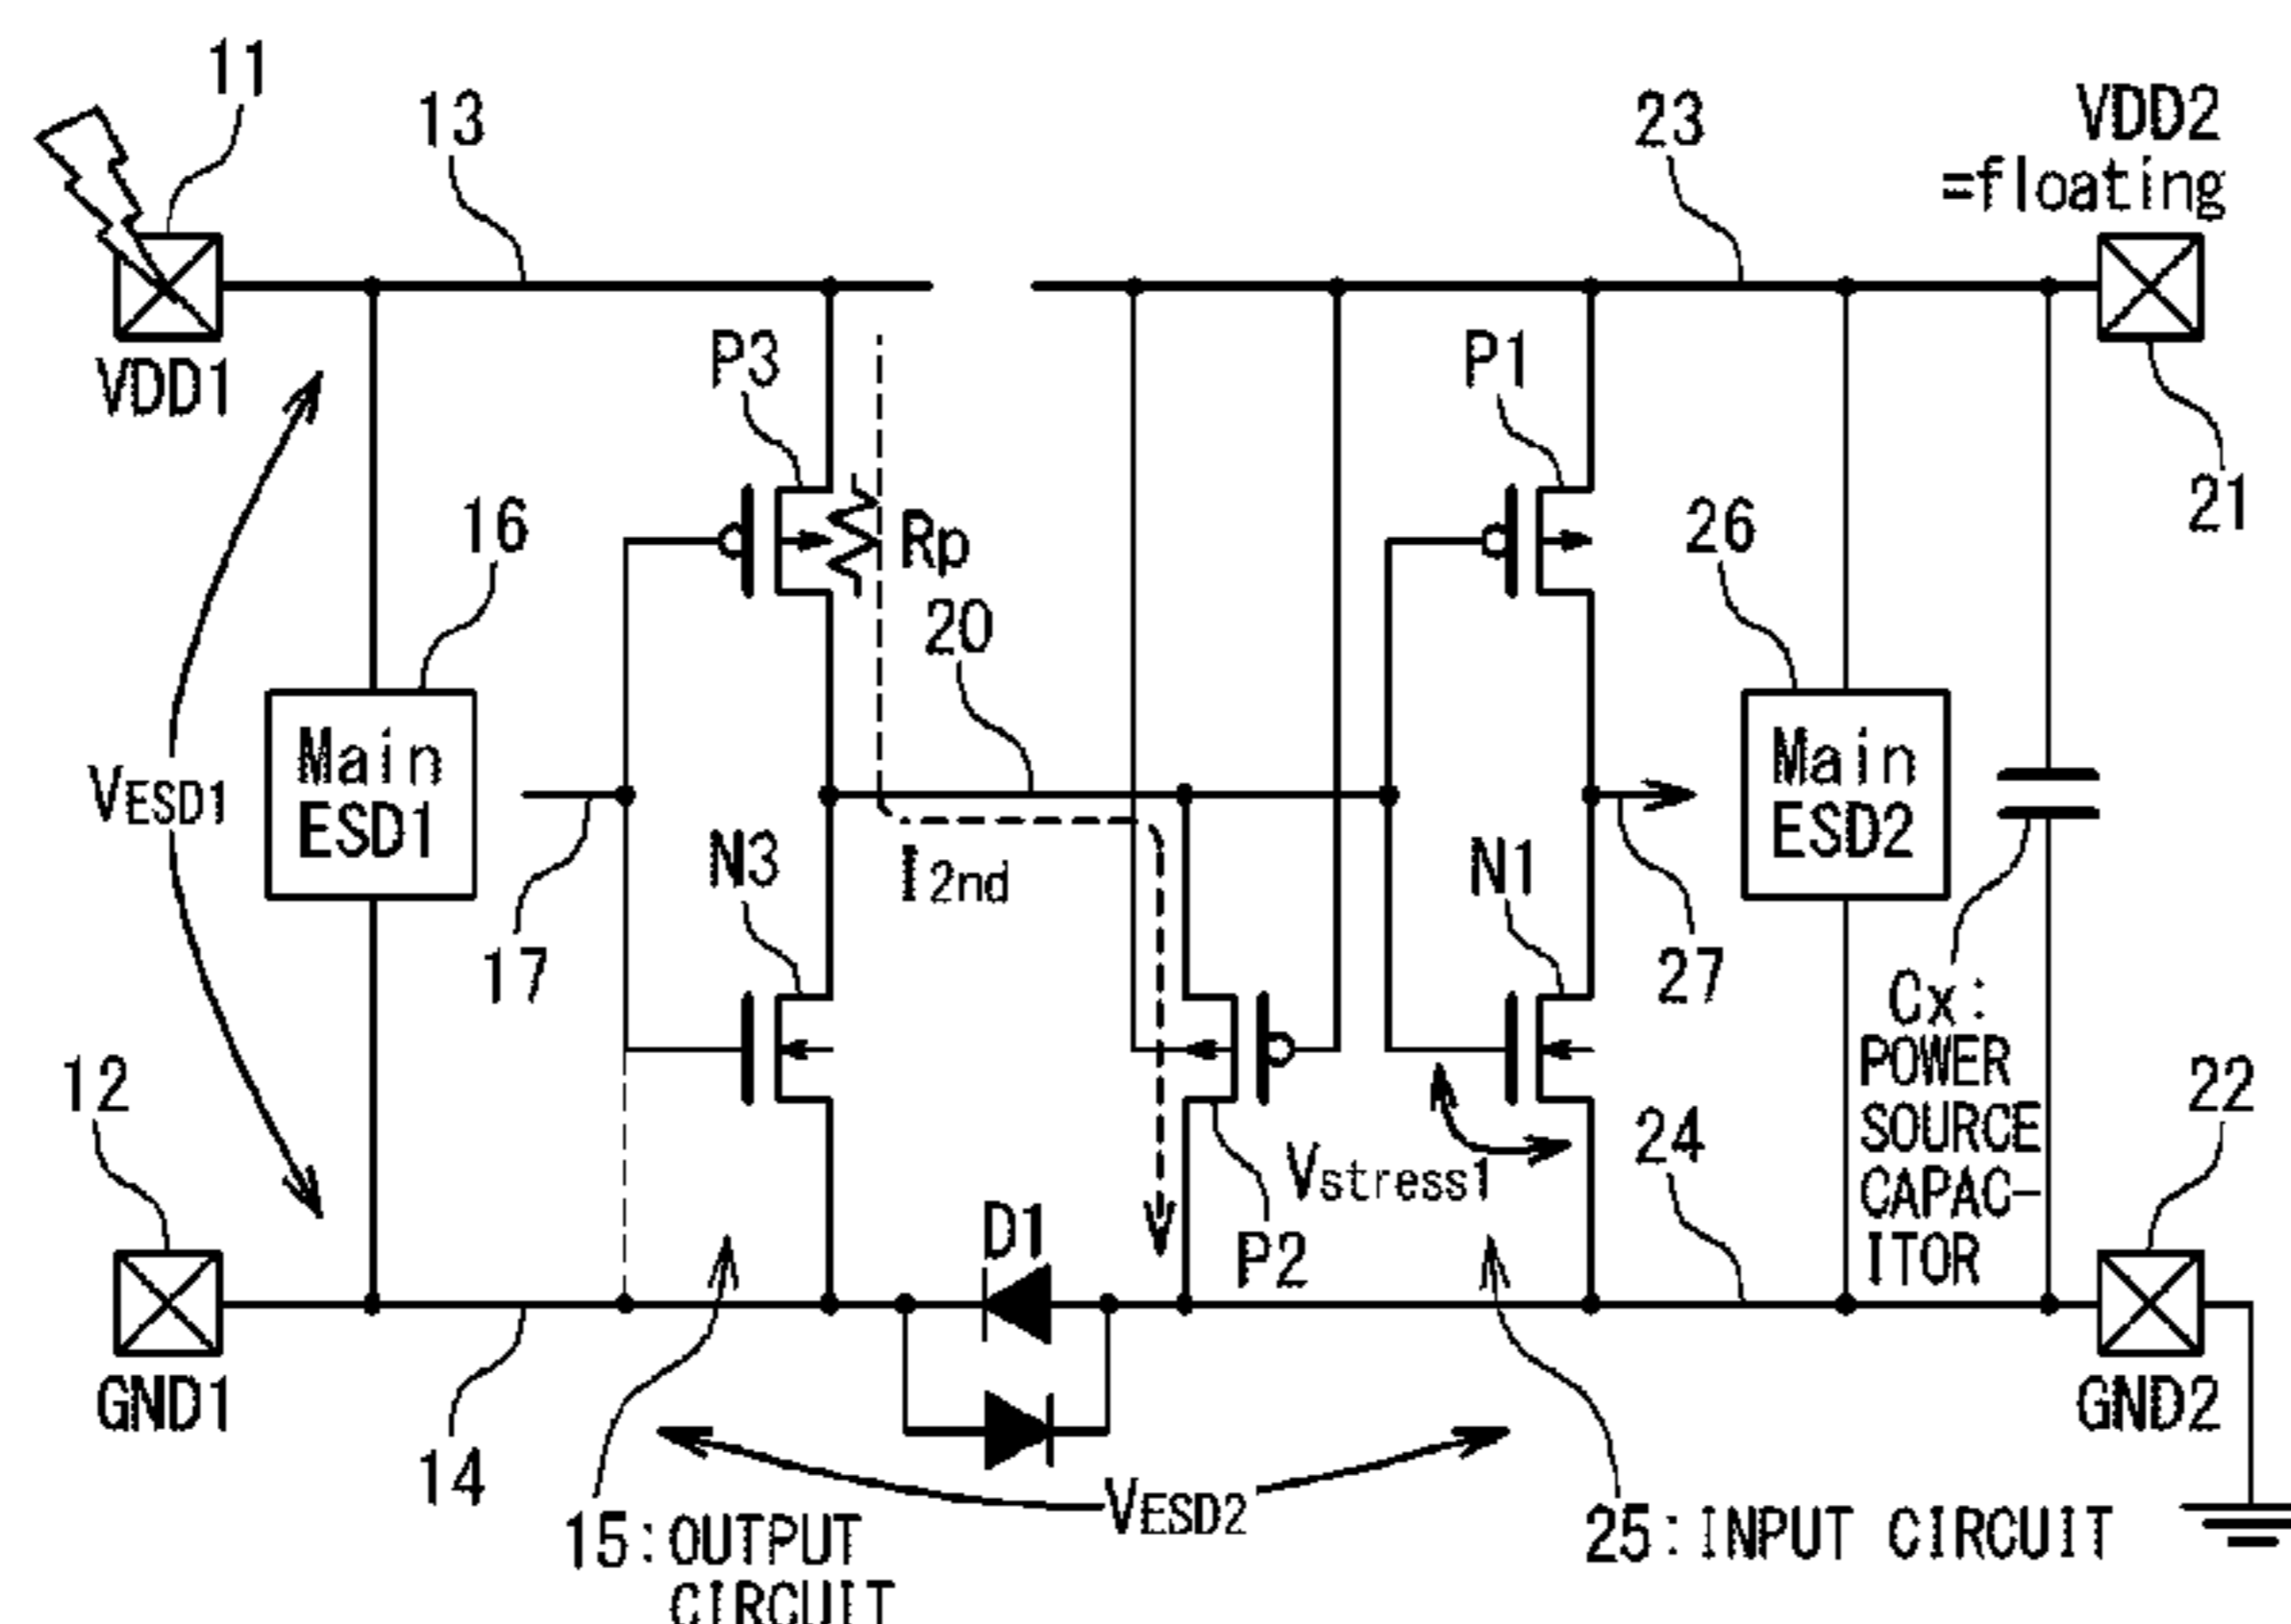 11
13
23
VDD2
=floating
VDD1
P3
P1
21
16
Rp
26
20
Main
ESD1
Main
ESD2
VESD1
N3
I2nd
N1
17
27
Cx:
POWER
SOURCE
CAPAC-
ITOR
12
22
24
Vstress1
D1
P2
GND1
GND2
14
VESD2
15:OUTPUT
CIRCUIT
25:INPUT CIRCUIT